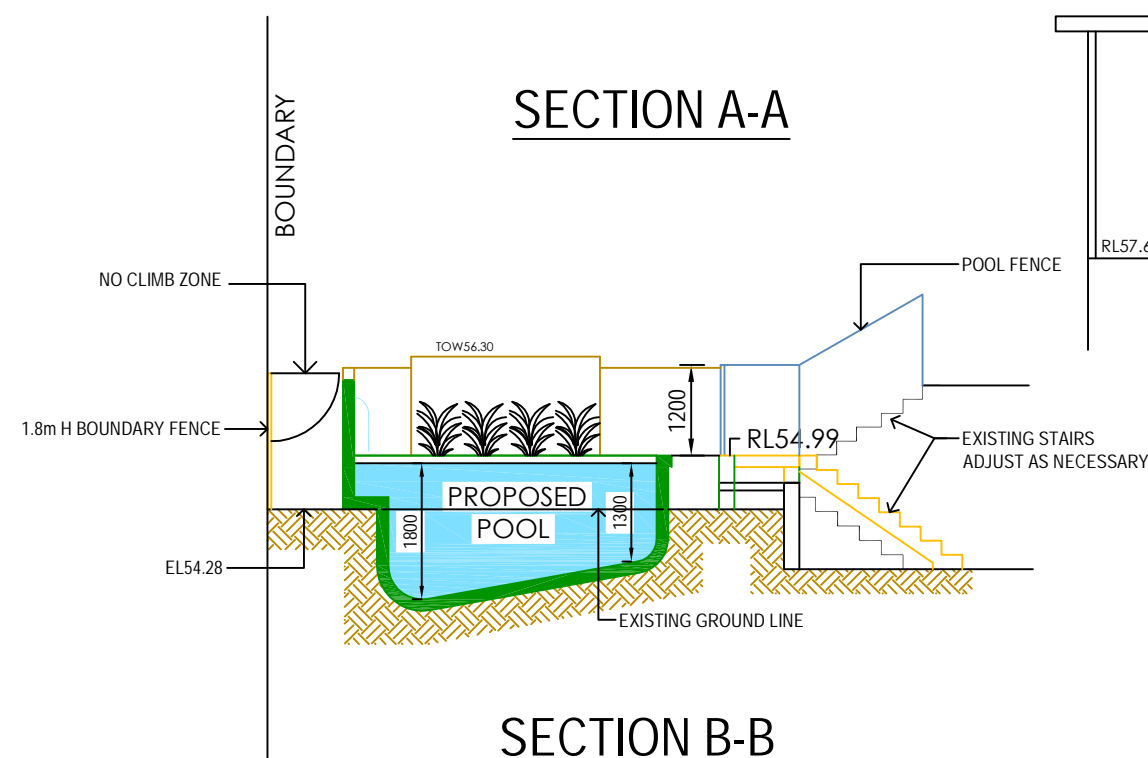 SECTION A-A
BOUNDARY
NO CLIMB ZONE
POOL FENCE
RL57.6
TOW56.30
1200
1.8m H BOUNDARY FENCE
RL54.99
EXISTING STAIRS
ADJUST AS NECESSARY
PROPOSED
POOL
1800
1300
EL54.28
EXISTING GROUND LINE
SECTION B-B